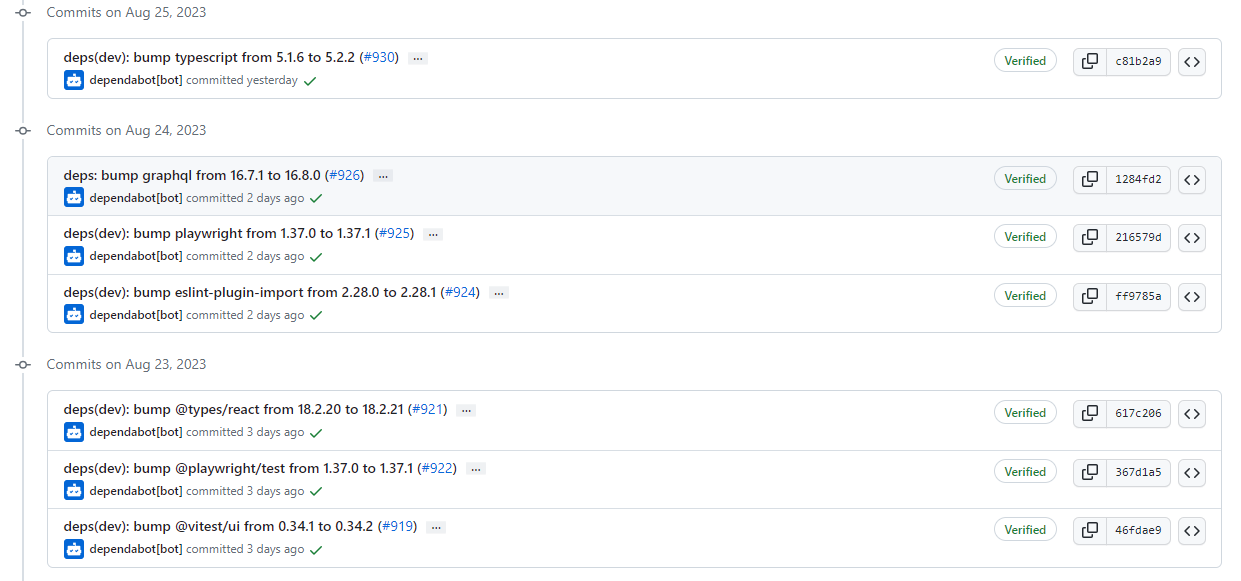 Commits on Aug 25, 2023
deps(dev): bump typescript from 5.1.6 to 5.2.2 (#930) ...
Verified
c81b2a9
dependabot[bot] committed yesterday
Commits on Aug 24, 2023
deps: bump graphql from 16.7.1 to 16.8.0 (#926) ...
Verified
1284fd2
dependabot[bot] committed 2 days ago
deps(dev): bump playwright from 1.37.0 to 1.37.1 (#925) ...
Verified
216579d
dependabot[bot] committed 2 days ago
deps(dev): bump eslint-plugin-import from 2.28.0 to 2.28.1 (#924) ...
Verified
ff9785a
dependabot[bot] committed 2 days ago
Commits on Aug 23, 2023
deps(dev): bump @types/react from 18.2.20 to 18.2.21 (#921) ...
Verified
617c206
dependabot[bot] committed 3 days ago
deps(dev): bump @playwright/test from 1.37.0 to 1.37.1 (#922) ...
Verified
367d1a5
dependabot[bot] committed 3 days ago
deps(dev): bump @vitest/ui from 0.34.1 to 0.34.2 (#919) ...
Verified
46fdae9
dependabot[bot] committed 3 days ago